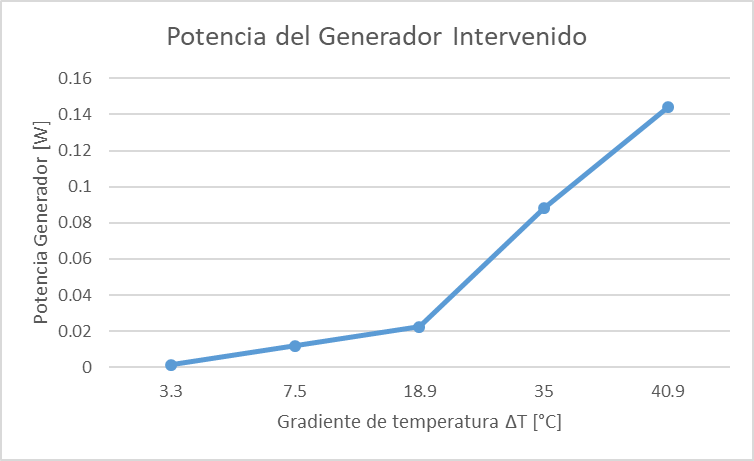 Potencia del Generador Intervenido
Potencia Generador [W]
0.16
0.14
0.12
0.1
0.08
0.06
0.04
0.02
0
3.3 7.5 18.9 35 40.9
Gradiente de temperatura ΔT [°C]